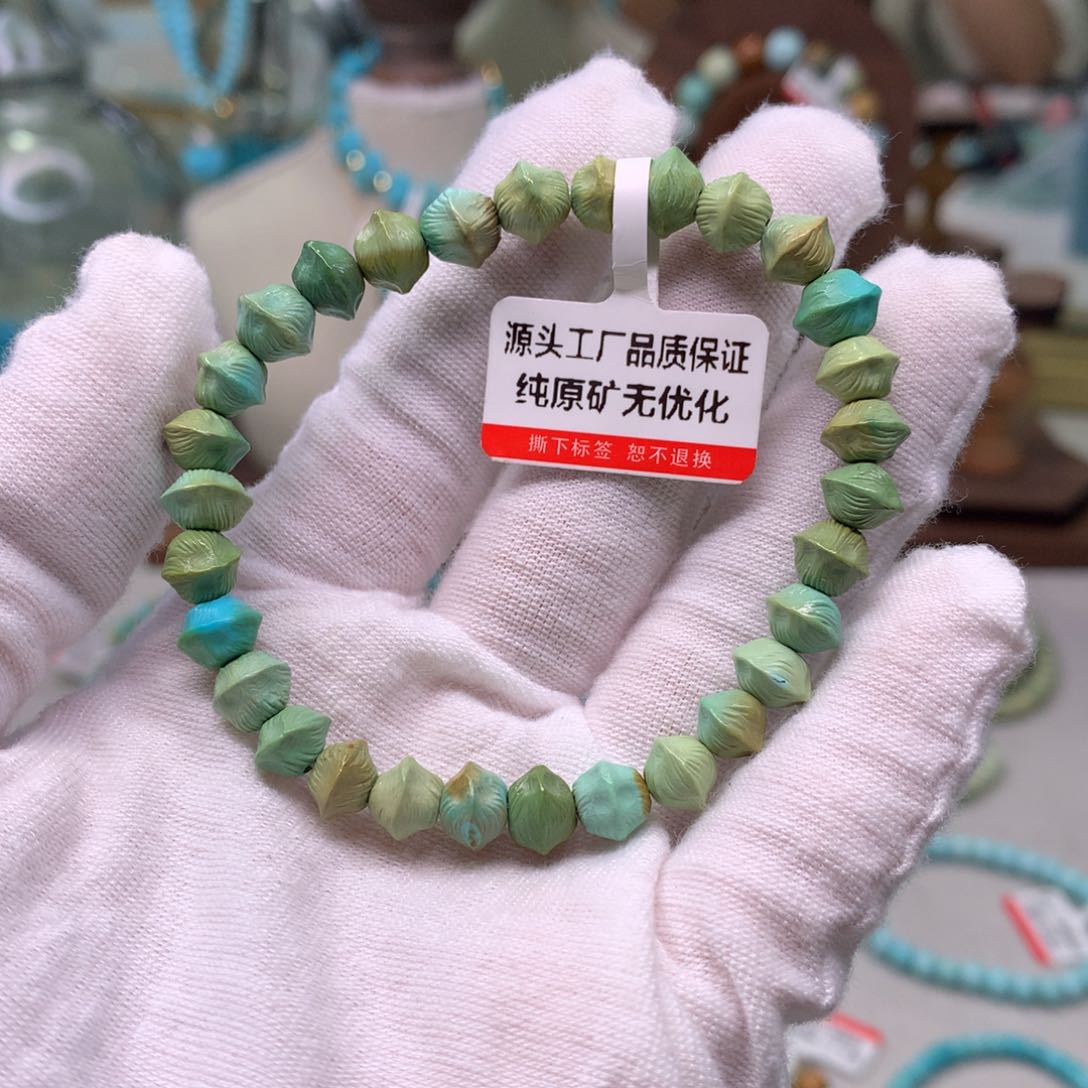 源头工厂品质保证
纯原矿无优化
撕下标签 恕不退换